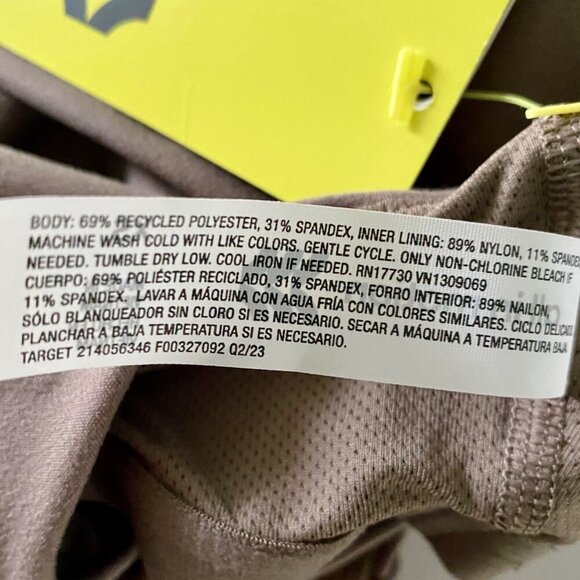 BODY: 69% RECYCLED POLYESTER, 31% SPANDEX, INNER LINING: 89% NYLON, 11% SPANDEX
MACHINE WASH COLD WITH LIKE COLORS. GENTLE CYCLE. ONLY NON-CHLORINE BLEACH IF
NEEDED. TUMBLE DRY LOW. COOL IRON IF NEEDED. RN17730 VN1309069
CUERPO: 69% POLIÉSTER RECICLADO, 31% SPANDEX, FORRO INTERIOR: 89% NAILON,
11% SPANDEX. LAVAR A MÁQUINA CON AGUA FRÍA CON COLORES SIMILARES. CICLO DELICADO.
SÓLO BLANQUEADOR SIN CLORO SI ES NECESARIO. SECAR A MÁQUINA A TEMPERATURA BAJA.
PLANCHAR A BAJA TEMPERATURA SI ES NECESARIO.
TARGET 214056346 F00327092 Q2/23